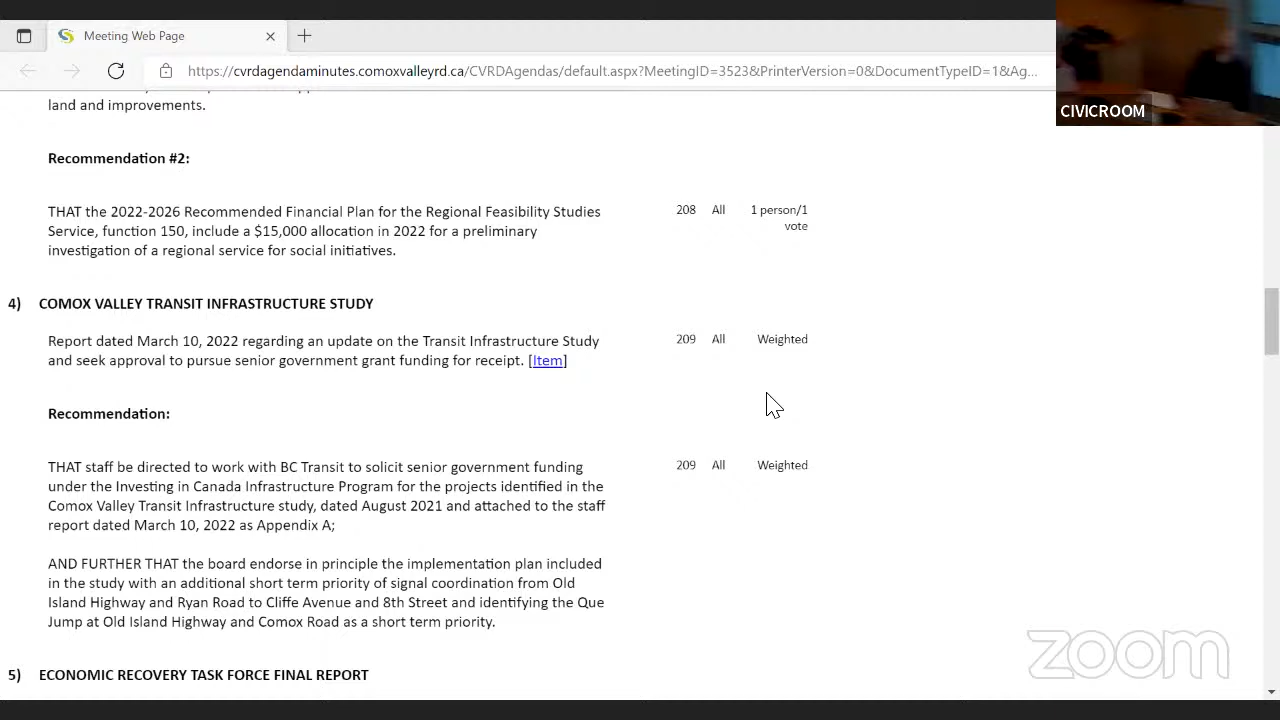 Meeting Web Page
https://cvrdagendaminutes.comoxvalleyrd.ca/CVRDAgendas/default.aspx?MeetingID=3523&PrinterVersion=0&DocumentTypeID=1&Ag...
CIVICROOM
land and improvements.
Recommendation #2:
THAT the 2022-2026 Recommended Financial Plan for the Regional Feasibility Studies 208 All 1 person/1
Service, function 150, include a $15,000 allocation in 2022 for a preliminary vote
investigation of a regional service for social initiatives.
4) COMOX VALLEY TRANSIT INFRASTRUCTURE STUDY
Report dated March 10, 2022 regarding an update on the Transit Infrastructure Study 209 All Weighted
and seek approval to pursue senior government grant funding for receipt. [Item]
Recommendation:
THAT staff be directed to work with BC Transit to solicit senior government funding 209 All Weighted
under the Investing in Canada Infrastructure Program for the projects identified in the
Comox Valley Transit Infrastructure study, dated August 2021 and attached to the staff
report dated March 10, 2022 as Appendix A;
AND FURTHER THAT the board endorse in principle the implementation plan included
in the study with an additional short term priority of signal coordination from Old
Island Highway and Ryan Road to Cliffe Avenue and 8th Street and identifying the Que
Jump at Old Island Highway and Comox Road as a short term priority.
zoom
5) ECONOMIC RECOVERY TASK FORCE FINAL REPORT